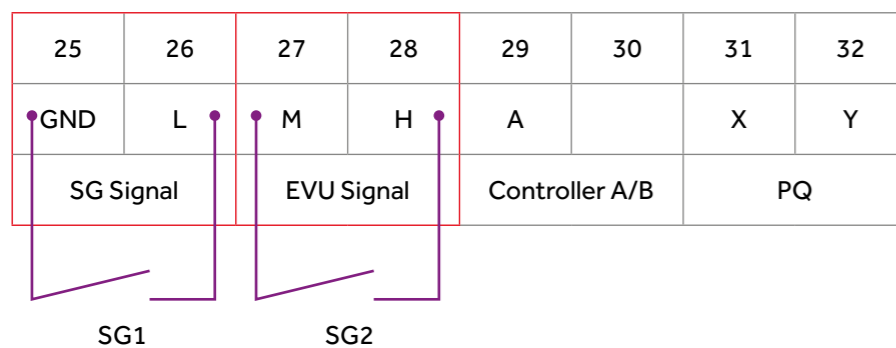 25 26 27 28 29 30 31 32
GND L M H A X Y
SG Signal EVU Signal Controller A/B PQ
SG1 SG2